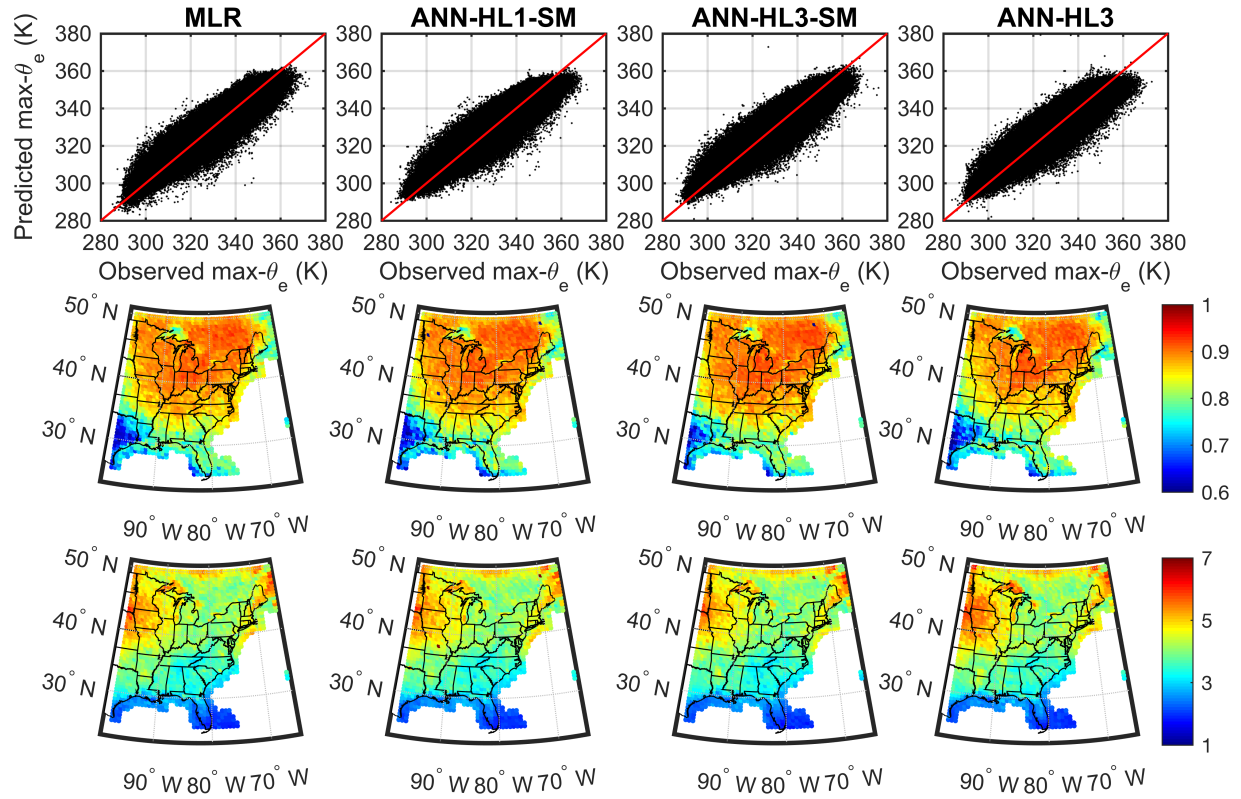 MLR ANN-HL1-SM ANN-HL3-SM ANN-HL3
Predicted max-θe (K)
380 380 380 380
360 360 360 360
340 340 340 340
320 320 320 320
300 300 300 300
280 280 280 280
280 300 320 340 360 380 280 300 320 340 360 380 280 300 320 340 360 380 280 300 320 340 360 380
Observed max-θe (K) Observed max-θe (K) Observed max-θe (K) Observed max-θe (K)
50° N 50° N 50° N 50° N 1
40° N 40° N 40° N 40° N 0.9
0.8
30° N 30° N 30° N 30° N 0.7
0.6
90° W 80° W 70° W 90° W 80° W 70° W 90° W 80° W 70° W 90° W 80° W 70° W
50° N 50° N 50° N 50° N 7
40° N 40° N 40° N 40° N 5
30° N 30° N 30° N 30° N 3
1
90° W 80° W 70° W 90° W 80° W 70° W 90° W 80° W 70° W 90° W 80° W 70° W